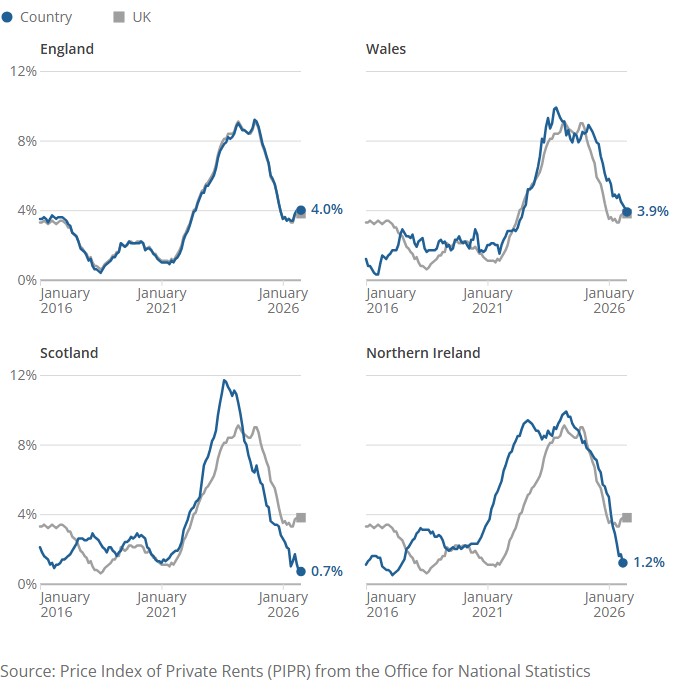 Country UK
England
Wales
12%
8%
4%
0%
4.0%
3.9%
January 2016
January 2021
January 2026
January 2016
January 2021
January 2026
Scotland
Northern Ireland
12%
8%
4%
0%
0.7%
1.2%
January 2016
January 2021
January 2026
January 2016
January 2021
January 2026
Source: Price Index of Private Rents (PIPR) from the Office for National Statistics